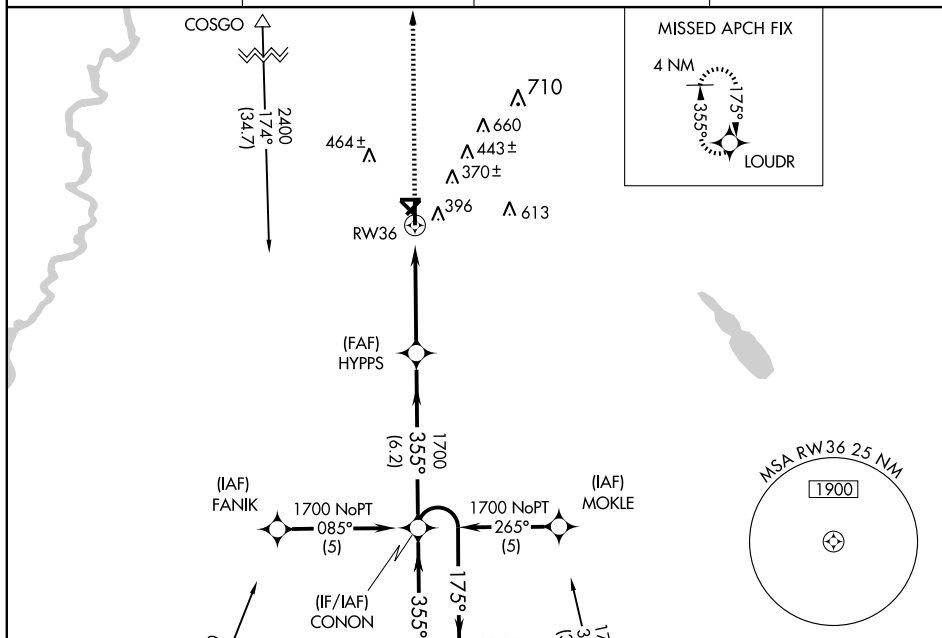 COSGO
2400
174°
(34.7)
MISSED APCH FIX
4 NM
355°
175°
LOUDR
710
660
464±
443±
370±
396
613
RW36
(FAF)
HYPPS
1700
355°
(6.2)
(IAF)
FANIK
1700 NoPT
085°
(5)
1700 NoPT
265°
(5)
(IAF)
MOKLE
(IF/IAF)
CONON
355°
175°
MSA RW36 25 NM
1900